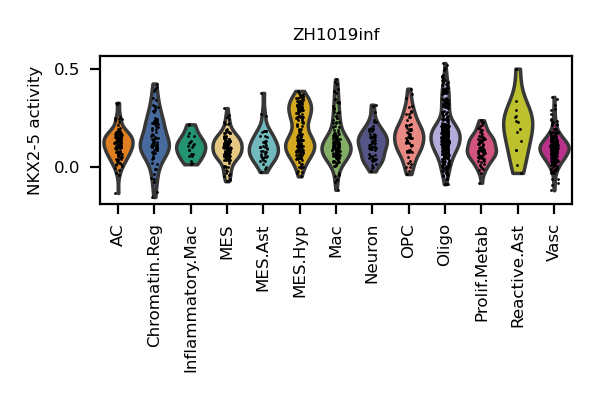 ZH1019inf
NKX2-5 activity
0.5
0.0
AC
Chromatin.Reg
Inflammatory.Mac
MES
MES.Ast
MES.Hyp
Mac
Neuron
OPC
Oligo
Prolif.Metab
Reactive.Ast
Vasc